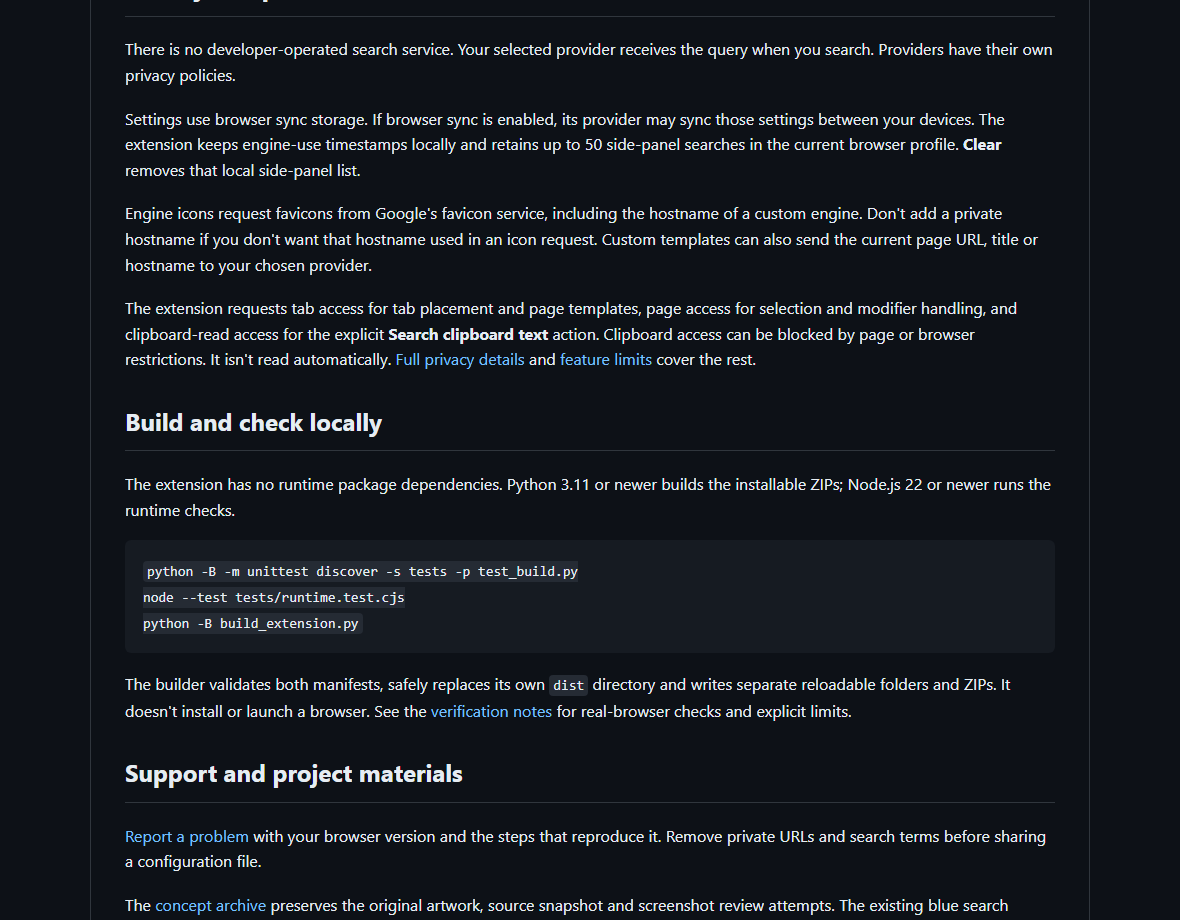 There is no developer-operated search service. Your selected provider receives the query when you search. Providers have their own
privacy policies.
Settings use browser sync storage. If browser sync is enabled, its provider may sync those settings between your devices. The
extension keeps engine-use timestamps locally and retains up to 50 side-panel searches in the current browser profile. Clear
removes that local side-panel list.
Engine icons request favicons from Google's favicon service, including the hostname of a custom engine. Don't add a private
hostname if you don't want that hostname used in an icon request. Custom templates can also send the current page URL, title or
hostname to your chosen provider.
The extension requests tab access for tab placement and page templates, page access for selection and modifier handling, and
clipboard-read access for the explicit Search clipboard text action. Clipboard access can be blocked by page or browser
restrictions. It isn't read automatically. Full privacy details and feature limits cover the rest.
Build and check locally
The extension has no runtime package dependencies. Python 3.11 or newer builds the installable ZIPs; Node.js 22 or newer runs the
runtime checks.
python -B -m unittest discover -s tests -p test_build.py
node --test tests/runtime.test.cjs
python -B build_extension.py
The builder validates both manifests, safely replaces its own dist directory and writes separate reloadable folders and ZIPs. It
doesn't install or launch a browser. See the verification notes for real-browser checks and explicit limits.
Support and project materials
Report a problem with your browser version and the steps that reproduce it. Remove private URLs and search terms before sharing
a configuration file.
The concept archive preserves the original artwork, source snapshot and screenshot review attempts. The existing blue search